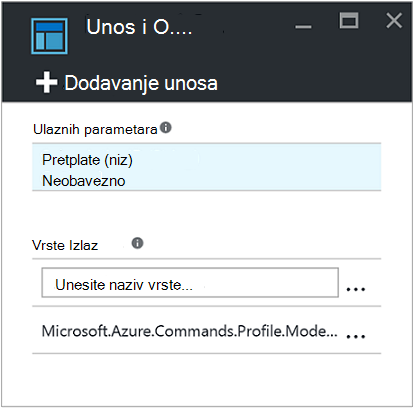 Unos i O....
Dodavanje unosa
Ulaznih parametara
Pretplate (niz)
Neobavezno
Vrste Izlaz
Unesite naziv vrste...
Microsoft.Azure.Commands.Profile.Mode...